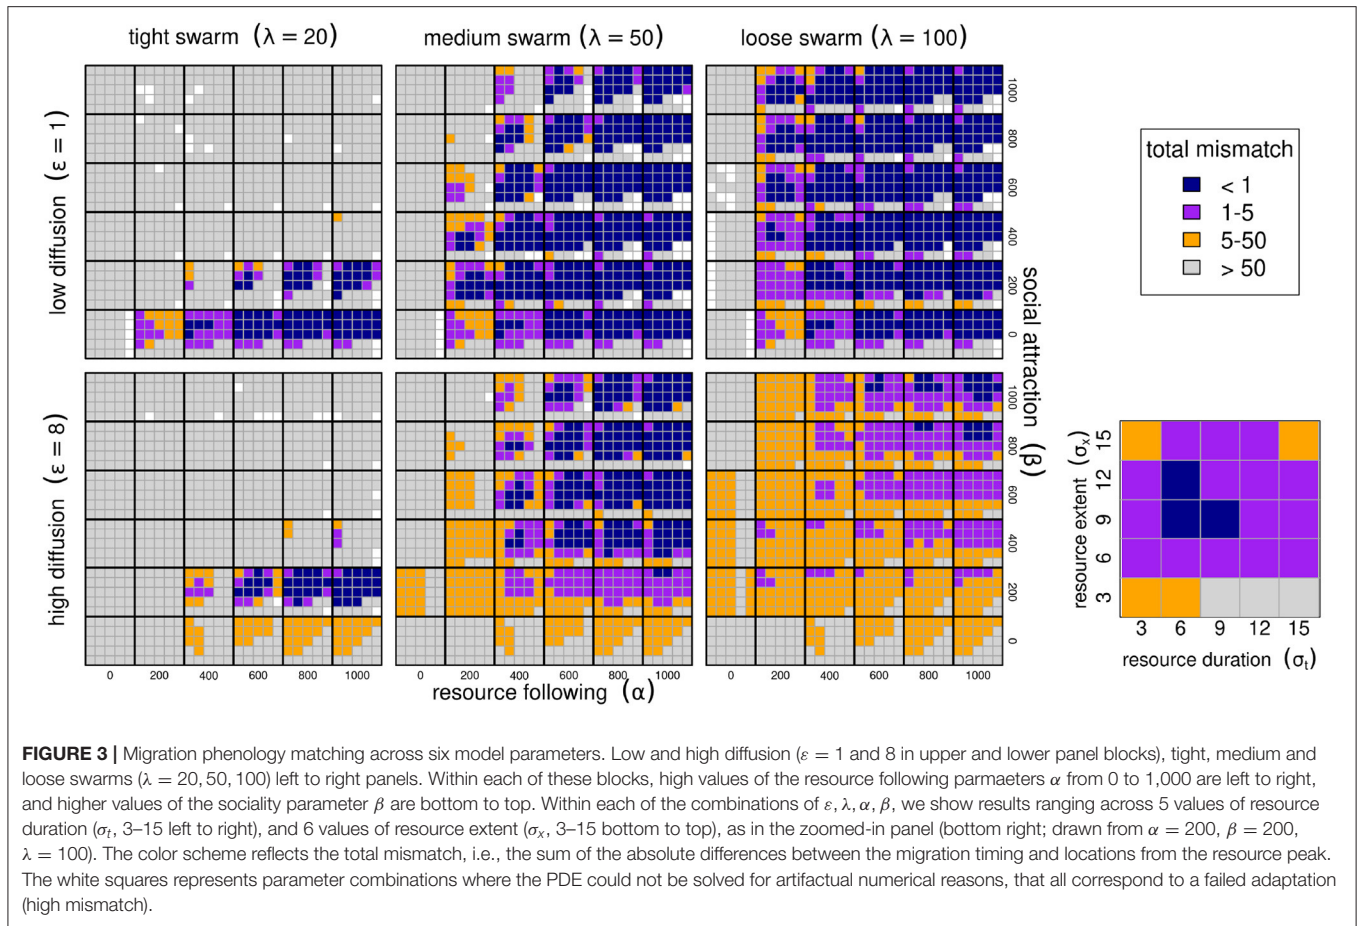 tight swarm (λ = 20)
medium swarm (λ = 50)
loose swarm (λ = 100)
low diffusion (ε = 1)
high diffusion (ε = 8)
1000
800
600
400
200
0
1000
800
600
400
200
0
social attraction (β)
0 200 400 600 800 1000
0 200 400 600 800 1000
0 200 400 600 800 1000
resource following (α)
total mismatch
< 1
1-5
5-50
> 50
resource extent (σx)
15
12
9
6
3
3 6 9 12 15
resource duration (σt)
FIGURE 3 | Migration phenology matching across six model parameters. Low and high diffusion (ε = 1 and 8 in upper and lower panel blocks), tight, medium and
loose swarms (λ = 20, 50, 100) left to right panels. Within each of these blocks, high values of the resource following parmaeters α from 0 to 1,000 are left to right,
and higher values of the sociality parameter β are bottom to top. Within each of the combinations of ε, λ, α, β, we show results ranging across 5 values of resource
duration (σt, 3–15 left to right), and 6 values of resource extent (σx, 3–15 bottom to top), as in the zoomed-in panel (bottom right; drawn from α = 200, β = 200,
λ = 100). The color scheme reflects the total mismatch, i.e., the sum of the absolute differences between the migration timing and locations from the resource peak.
The white squares represents parameter combinations where the PDE could not be solved for artifactual numerical reasons, that all correspond to a failed adaptation
(high mismatch).